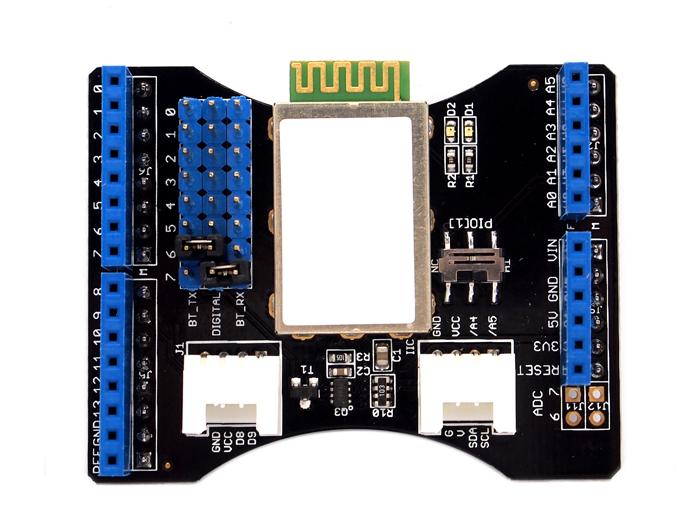 0
1
2
3
4
5
6
7
8
9
10
11
12
13
GND
REF
M
M
0
1
2
3
4
5
6
7
BT_TX
DIGITAL
BT_RX
D2
D1
R2
R1
PIO[1]
NC
GND
VCC
/A4
/A5
J1
GND
VCC
D8
D9
T1
R3
105
C2
Q3
C1
103
R10
IIC
G
V
SDA
SCL
A5
A4
A3
A2
A1
A0
F
M
VIN
GND
5V
3V3
RESET
ADC
7
6
J11
J12